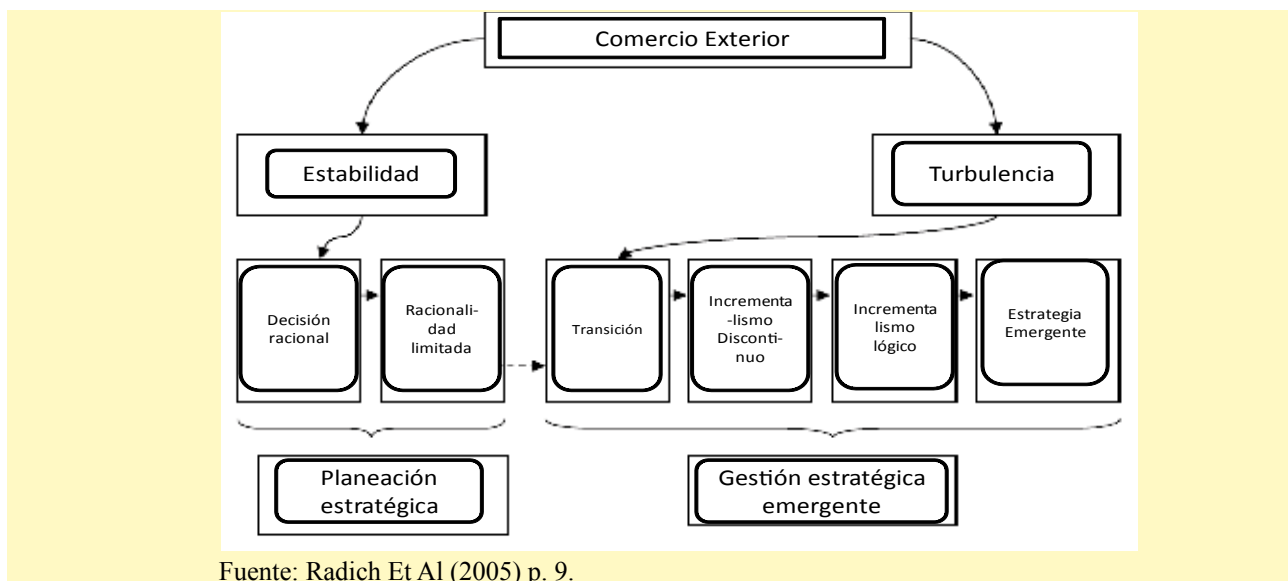 Comercio Exterior
Estabilidad
Turbulencia
Decisión
racional
Racionali-
dad
limitada
Transición
Incrementa
-lismo
Disconti-
nuo
Incrementa
lismo
lógico
Estrategia
Emergente
Planeación
estratégica
Gestión estratégica
emergente
Fuente: Radich Et Al (2005) p. 9.